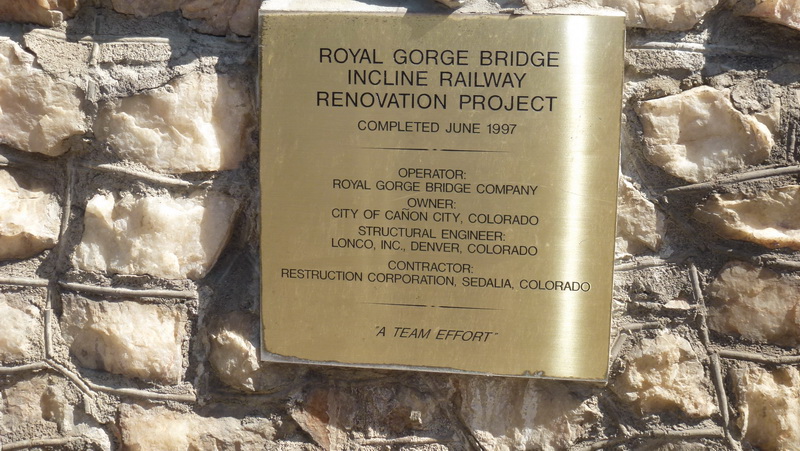 ROYAL GORGE BRIDGE
INCLINE RAILWAY
RENOVATION PROJECT
COMPLETED JUNE 1997
OPERATOR:
ROYAL GORGE BRIDGE COMPANY
OWNER:
CITY OF CAÑON CITY, COLORADO
STRUCTURAL ENGINEER:
LONCO, INC., DENVER, COLORADO
CONTRACTOR:
RESTRUCTION CORPORATION, SEDALIA, COLORADO
"A TEAM EFFORT"